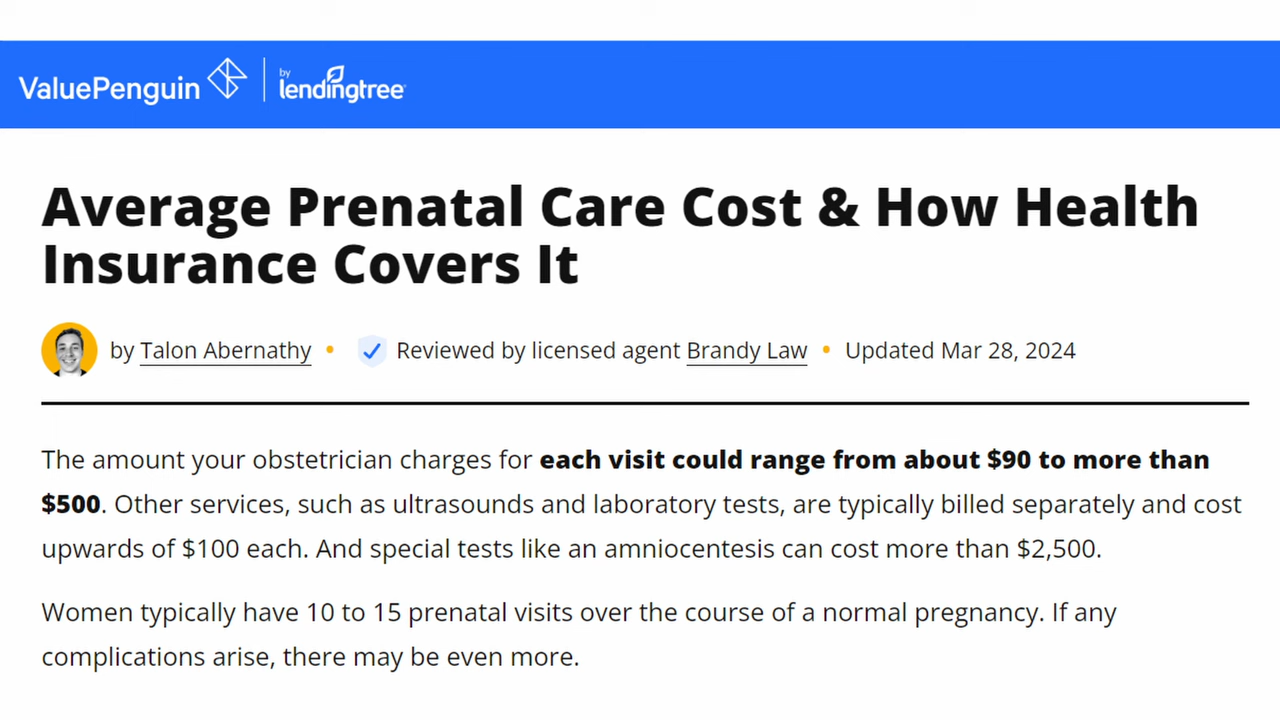 ValuePenguin by lendingtree
Average Prenatal Care Cost & How Health
Insurance Covers It
by Talon Abernathy • Reviewed by licensed agent Brandy Law • Updated Mar 28, 2024
The amount your obstetrician charges for each visit could range from about $90 to more than
$500. Other services, such as ultrasounds and laboratory tests, are typically billed separately and cost
upwards of $100 each. And special tests like an amniocentesis can cost more than $2,500.
Women typically have 10 to 15 prenatal visits over the course of a normal pregnancy. If any
complications arise, there may be even more.